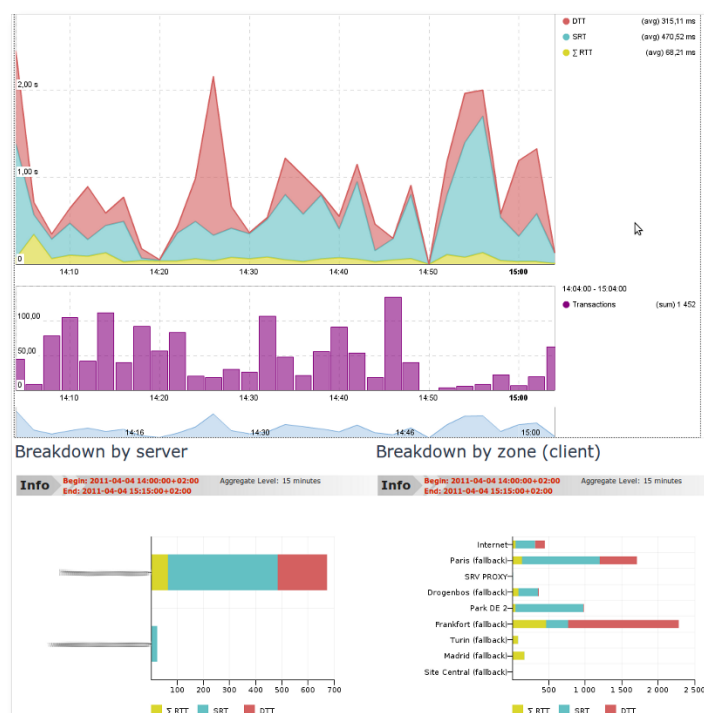 DTT (avg) 315,11 ms
SRT (avg) 470,52 ms
∑ RTT (avg) 68,21 ms
2,00 s
1,00 s
0
14:10 14:20 14:30 14:40 14:50 15:00
14:04:00 - 15:04:00
Transactions (sum) 1 452
100,00
50,00
0
14:10 14:20 14:30 14:40 14:50 15:00
14:16 14:30 14:46 15:00
Breakdown by server
Info
Begin: 2011-04-04 14:00:00+02:00
End: 2011-04-04 15:15:00+02:00
Aggregate Level: 15 minutes
100 200 300 400 500 600 700
∑ RTT SRT DTT
Breakdown by zone (client)
Info
Begin: 2011-04-04 14:00:00+02:00
End: 2011-04-04 15:15:00+02:00
Aggregate Level: 15 minutes
Internet
Paris (fallback)
SRV PROXY
Drogenbos (fallback)
Park DE 2
Frankfort (fallback)
Turin (fallback)
Madrid (fallback)
Site Central (fallback)
500 1 000 1 500 2 000 2 500
∑ RTT SRT DTT